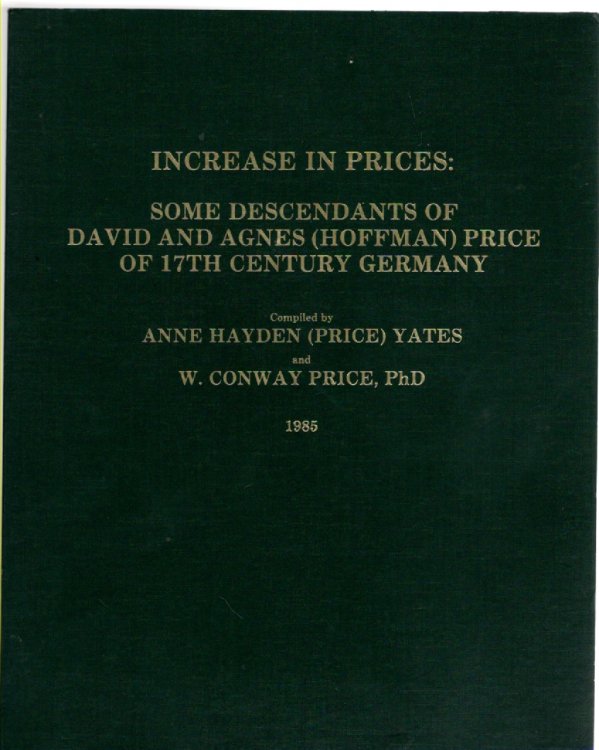 INCREASE IN PRICES:
SOME DESCENDANTS OF
DAVID AND AGNES (HOFFMAN) PRICE
OF 17TH CENTURY GERMANY
Compiled by
ANNE HAYDEN (PRICE) YATES
and
W. CONWAY PRICE, PhD
1985